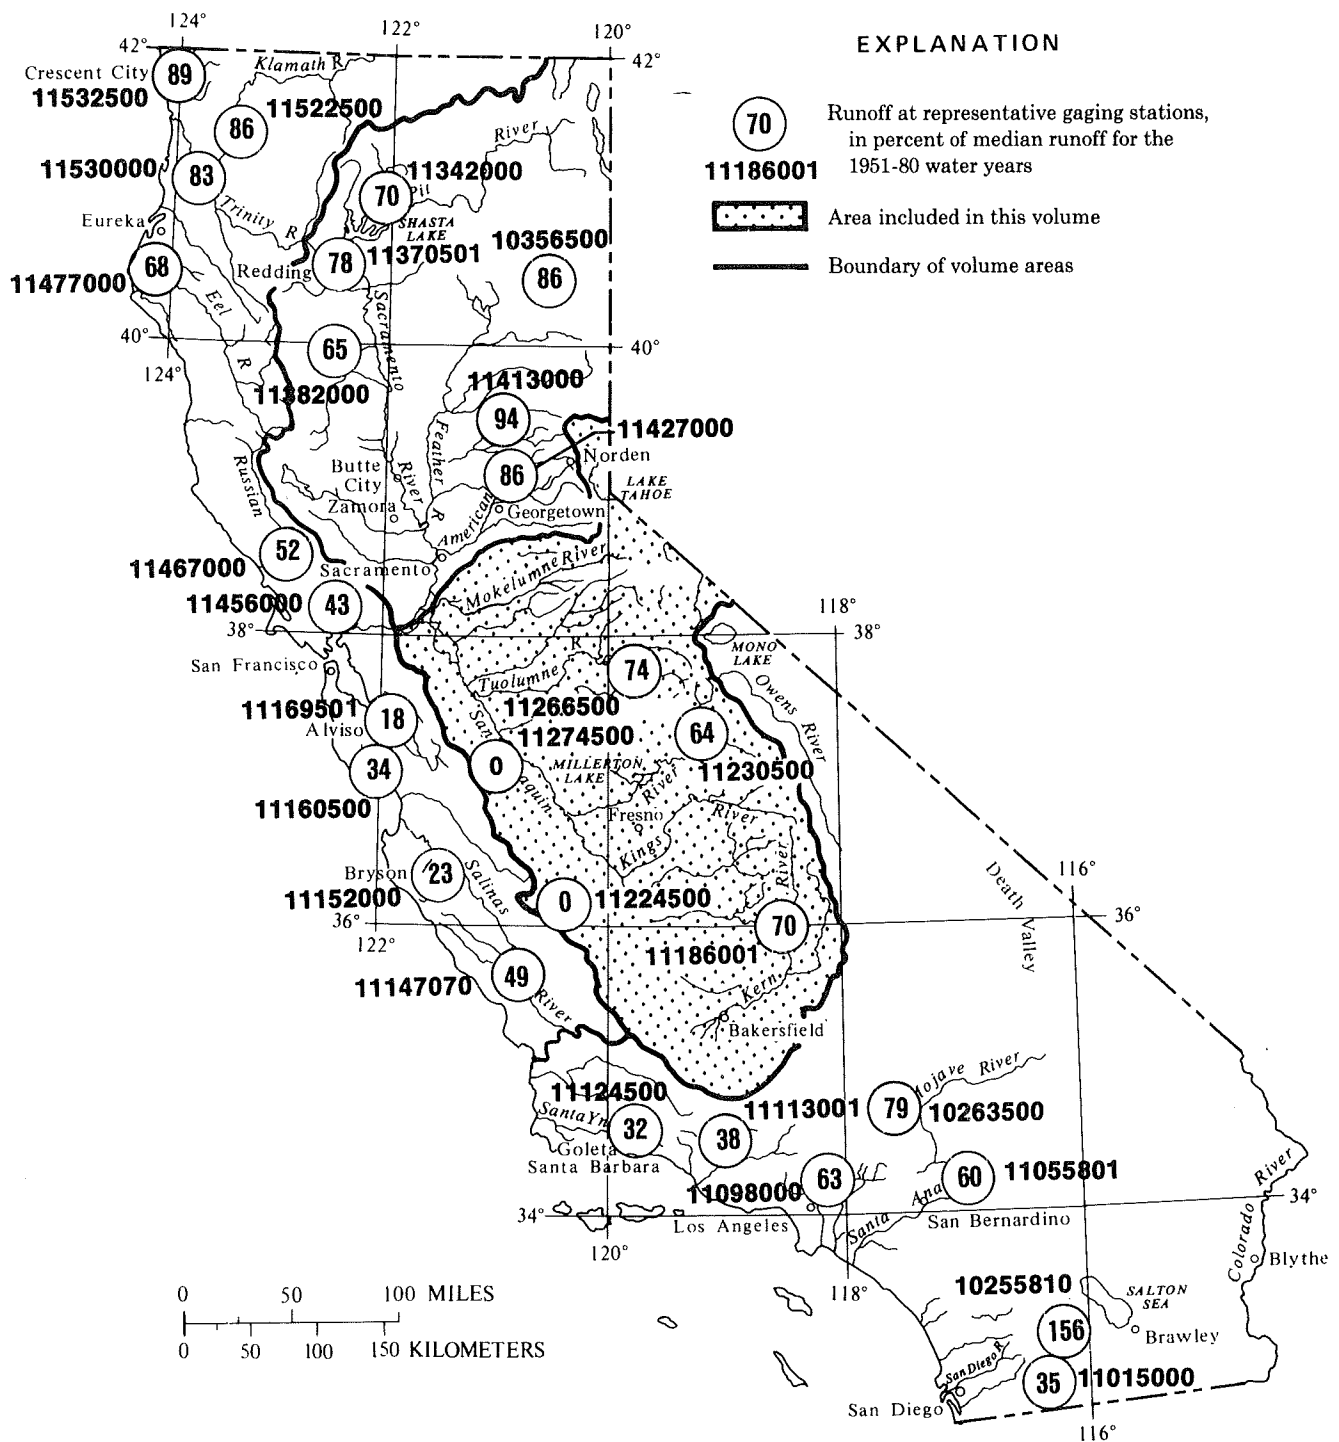 124°
122°
120°
42°
42°
EXPLANATION
Crescent City
89
11532500
Klamath R
11522500
86
70
11186001
Runoff at representative gaging stations,
in percent of median runoff for the
1951-80 water years
Area included in this volume
Boundary of volume areas
River
11530000
83
11342000
70
Pit
Trinity R
Eureka
SHASTA
LAKE
10356500
86
68
11477000
Redding
78
11370501
Eel
R
Sacramento
River
40°
40°
124°
65
11382000
11413000
94
11427000
Feather
R
Norden
86
Butte
City
Zamora
LAKE
TAHOE
Russian
American
Georgetown
52
11467000
Sacramento
Mokelumne River
11456000
43
118°
38°
38°
San Francisco
MONO
LAKE
74
Tuolumne
R
11266500
Owens River
11169501
18
Alviso
San
aquin
11274500
0
64
MILLERTON
LAKE
11230500
34
11160500
River
Fresno
River
Kings
River
Bryson
23
11152000
Salinas
River
0
11224500
Death
Valley
116°
36°
36°
122°
70
11186001
49
11147070
Kern
Bakersfield
11124500
32
Santa Yn
11113001
38
79
10263500
ojave River
Goleta
Santa Barbara
63
11098000
60
11055801
34°
34°
Los Angeles
Santa Ana
San Bernardino
River
Colorado
Blythe
120°
118°
0 50 100 MILES
0 50 100 150 KILOMETERS
10255810
SALTON
SEA
156
Brawley
San Diego R
35
11015000
San Diego
116°